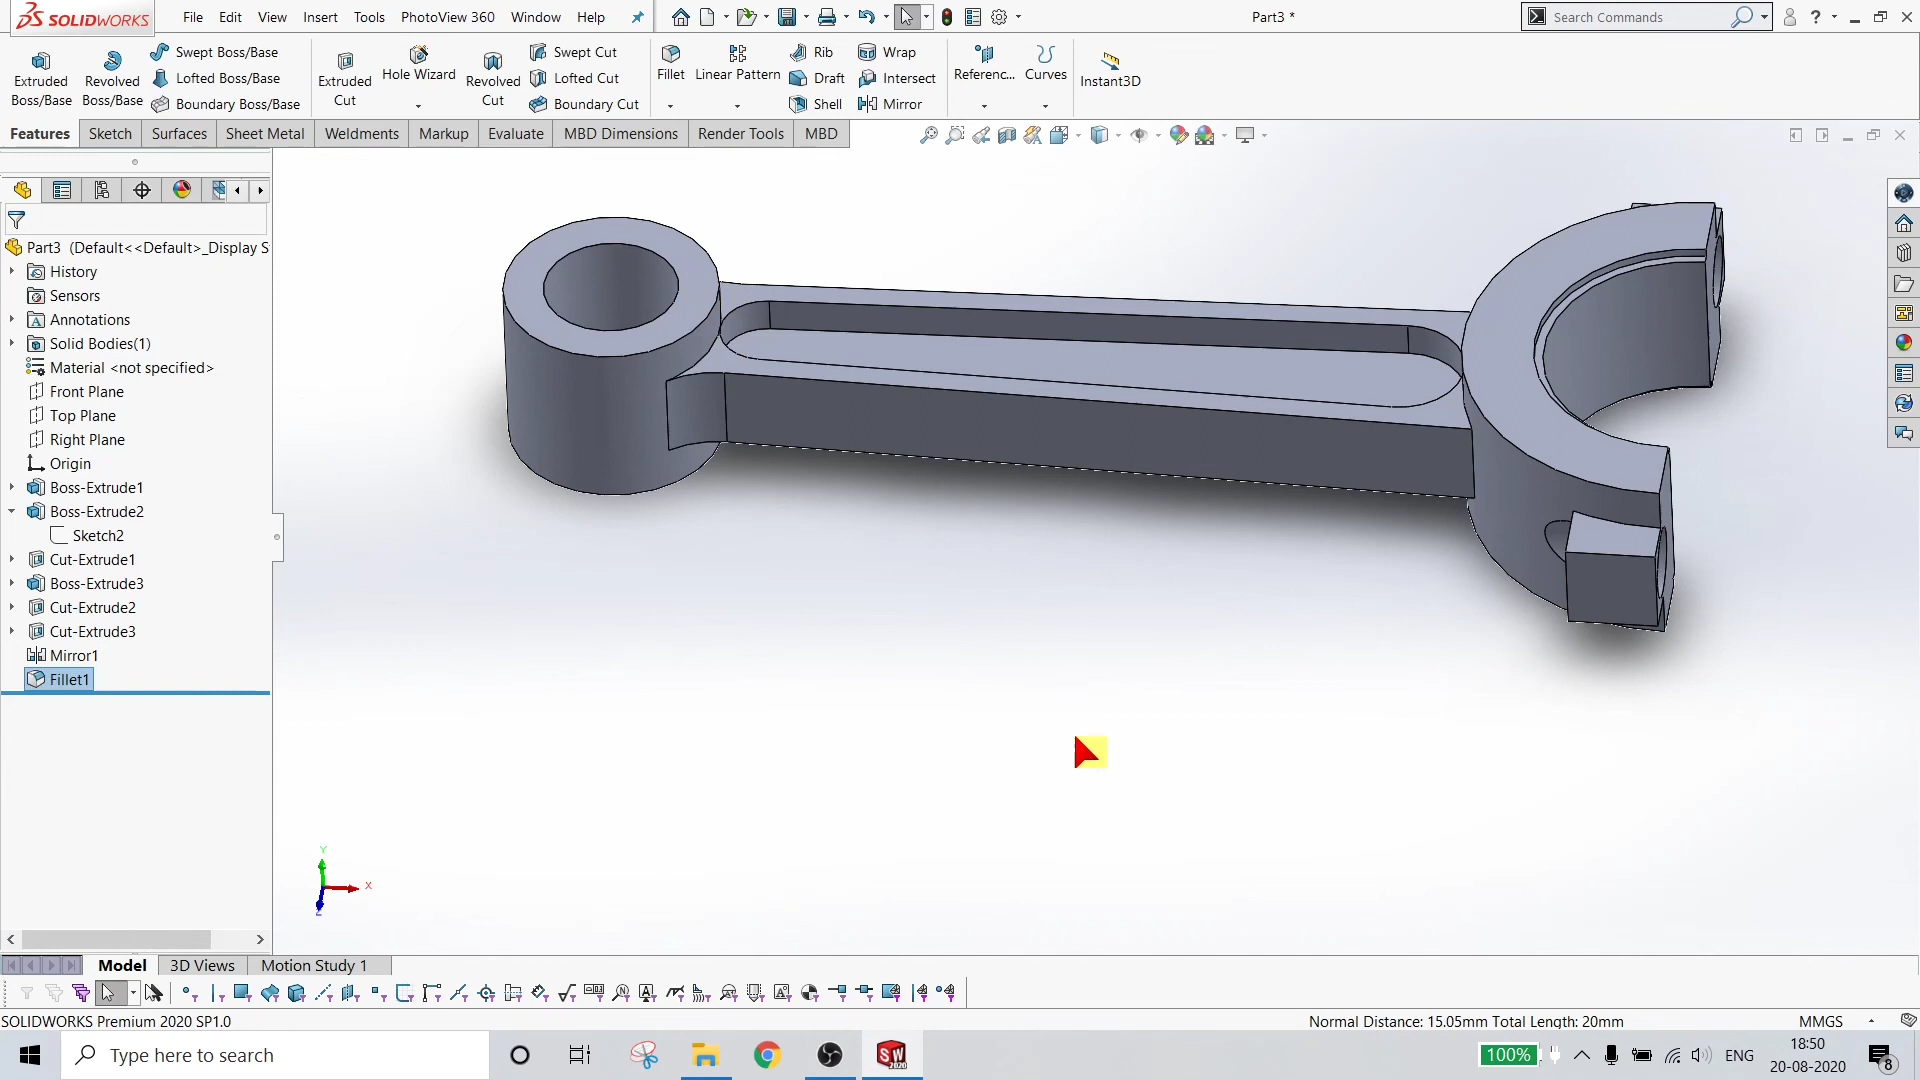 SOLIDWORKS File Edit View Insert Tools PhotoView 360 Window Help Part3 * Search Commands
Extruded Boss/Base
Revolved Boss/Base
Swept Boss/Base
Lofted Boss/Base
Boundary Boss/Base
Extruded Cut
Hole Wizard
Revolved Cut
Swept Cut
Lofted Cut
Boundary Cut
Fillet
Linear Pattern
Rib
Draft
Shell
Wrap
Intersect
Mirror
Referenc...
Curves
Instant3D
Features Sketch Surfaces Sheet Metal Weldments Markup Evaluate MBD Dimensions Render Tools MBD
Part3 (Default<<Default>_Display S
History
Sensors
Annotations
Solid Bodies(1)
Material <not specified>
Front Plane
Top Plane
Right Plane
Origin
Boss-Extrude1
Boss-Extrude2
Sketch2
Cut-Extrude1
Boss-Extrude3
Cut-Extrude2
Cut-Extrude3
Mirror1
Fillet1
Y
X
Z
Model 3D Views Motion Study 1
SOLIDWORKS Premium 2020 SP1.0 Normal Distance: 15.05mm Total Length: 20mm MMGS
Type here to search
100%
ENG
18:50
20-08-2020
8